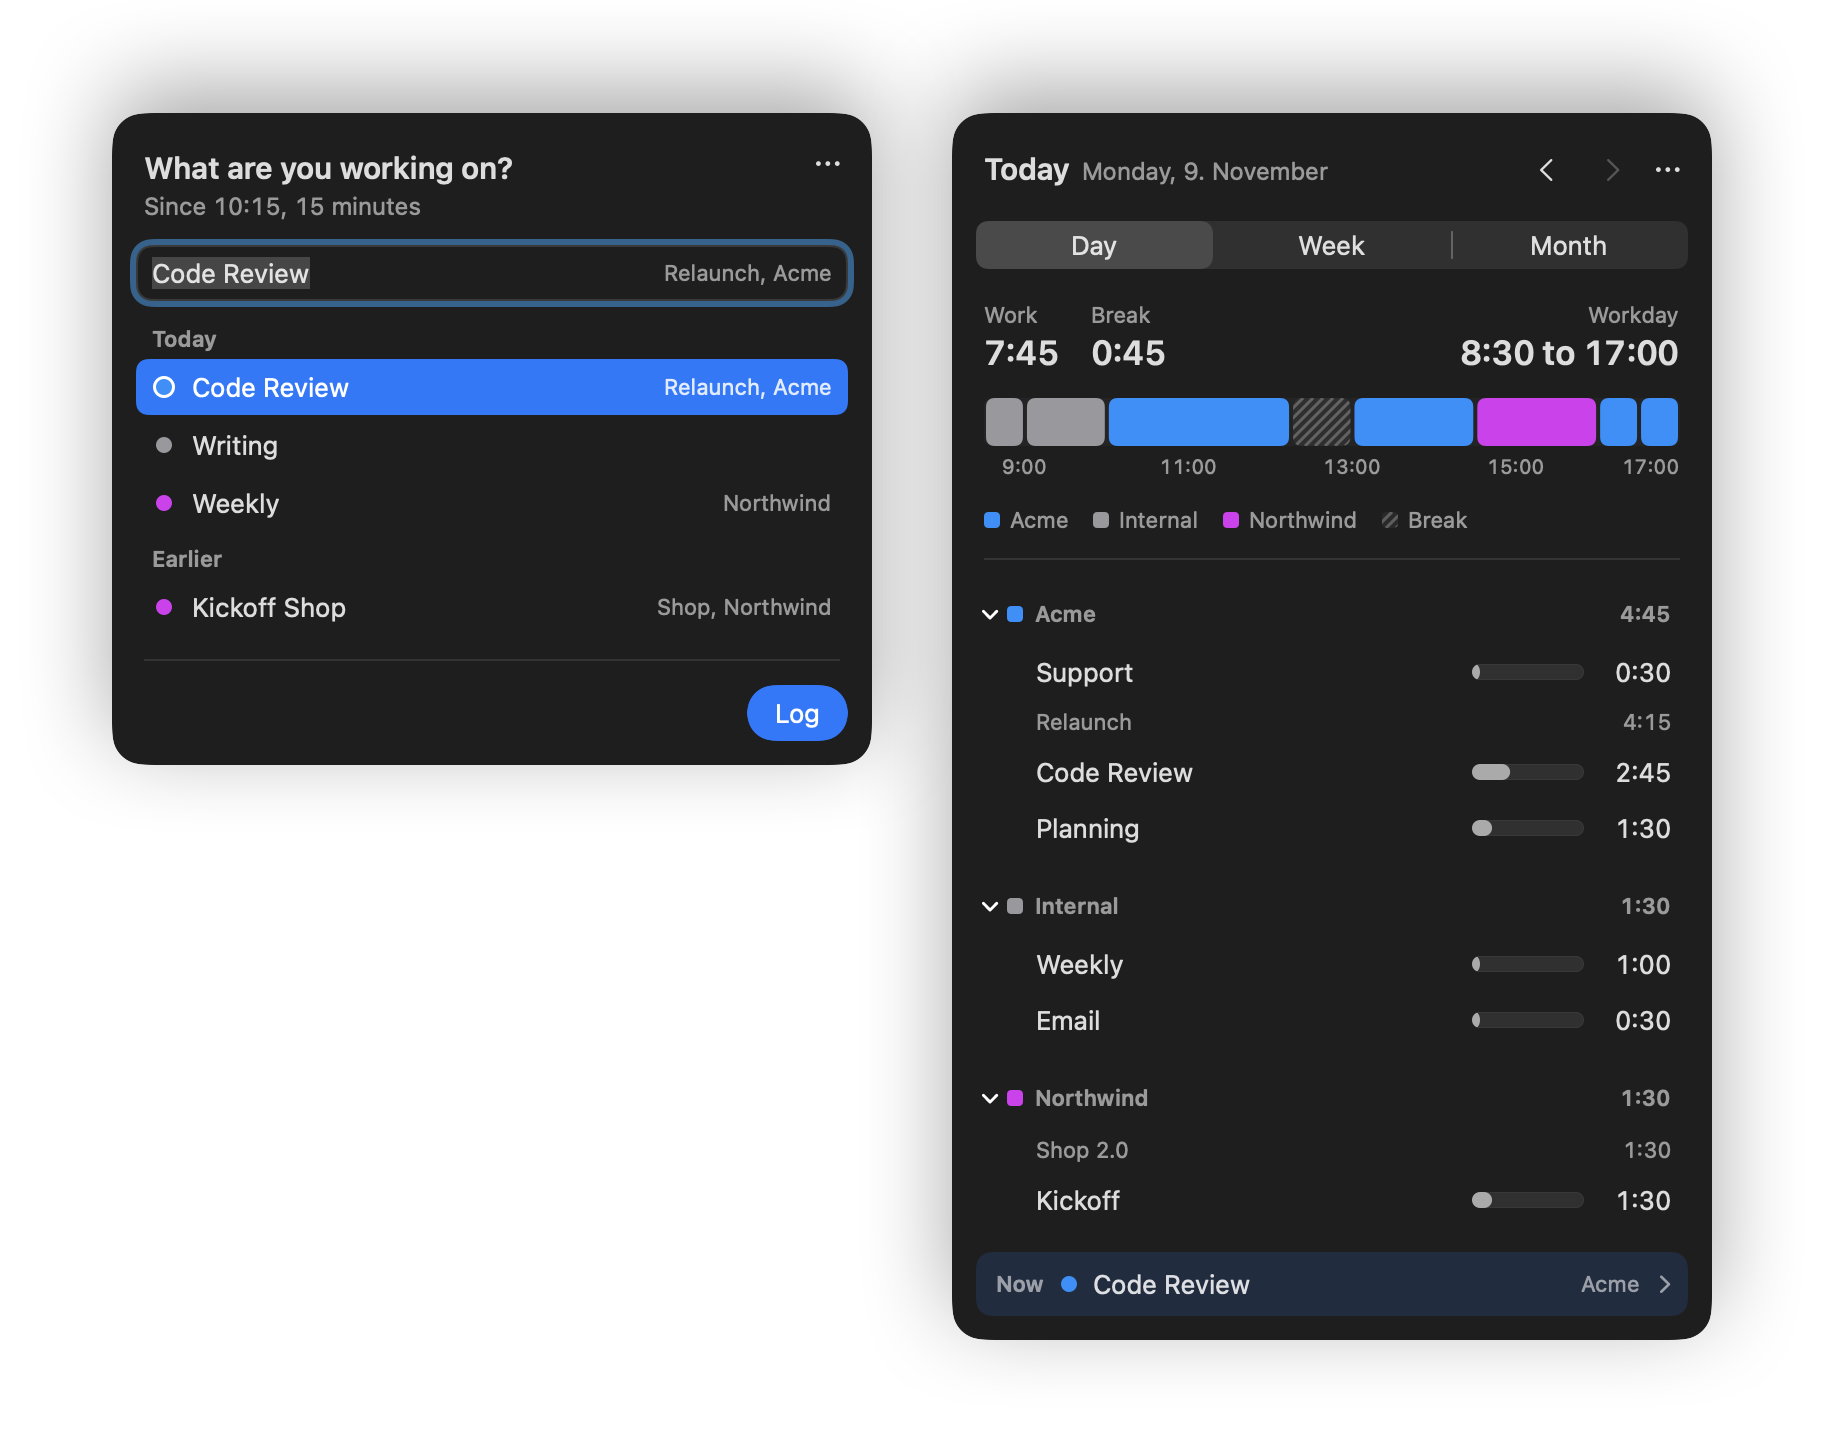 What are you working on?
Since 10:15, 15 minutes
Code Review Relaunch, Acme
Today
Code Review Relaunch, Acme
Writing
Weekly Northwind
Earlier
Kickoff Shop Shop, Northwind
Log
Today Monday, 9. November
Day Week Month
Work Break Workday
7:45 0:45 8:30 to 17:00
9:00 11:00 13:00 15:00 17:00
Acme Internal Northwind Break
Acme 4:45
Support 0:30
Relaunch 4:15
Code Review 2:45
Planning 1:30
Internal 1:30
Weekly 1:00
Email 0:30
Northwind 1:30
Shop 2.0 1:30
Kickoff 1:30
Now Code Review Acme